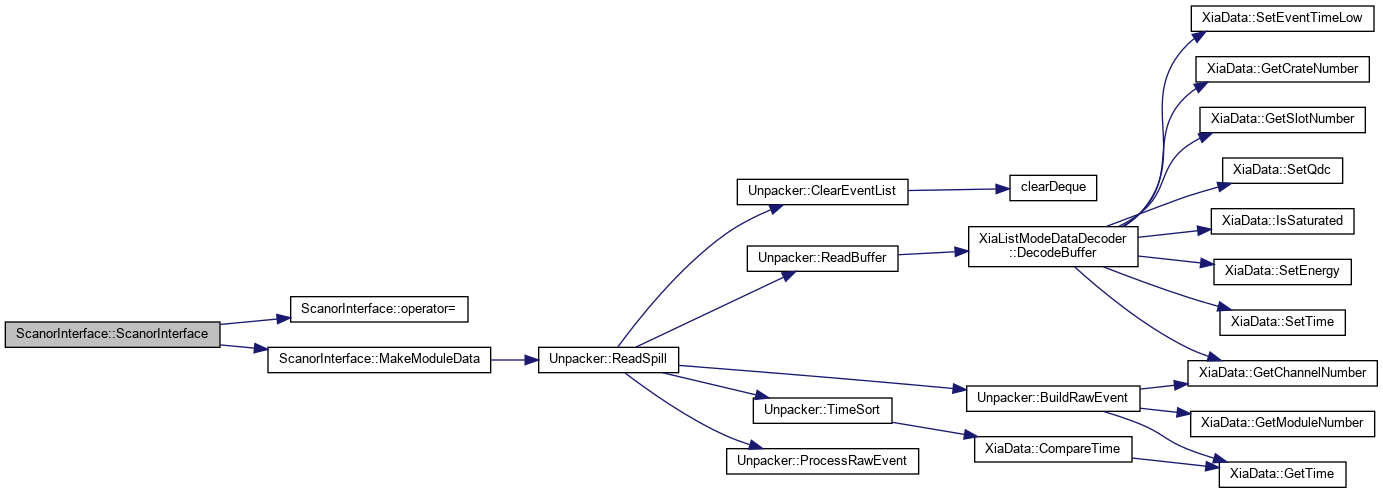 ScanorInterface::ScanorInterface
ScanorInterface::operator=
ScanorInterface::MakeModuleData
Unpacker::ReadSpill
Unpacker::ClearEventList
clearDeque
Unpacker::ReadBuffer
XiaListModeDataDecoder
::DecodeBuffer
XiaData::SetEventTimeLow
XiaData::GetCrateNumber
XiaData::GetSlotNumber
XiaData::SetQdc
XiaData::IsSaturated
XiaData::SetEnergy
XiaData::SetTime
XiaData::GetChannelNumber
Unpacker::BuildRawEvent
XiaData::GetModuleNumber
XiaData::GetTime
Unpacker::TimeSort
XiaData::CompareTime
Unpacker::ProcessRawEvent